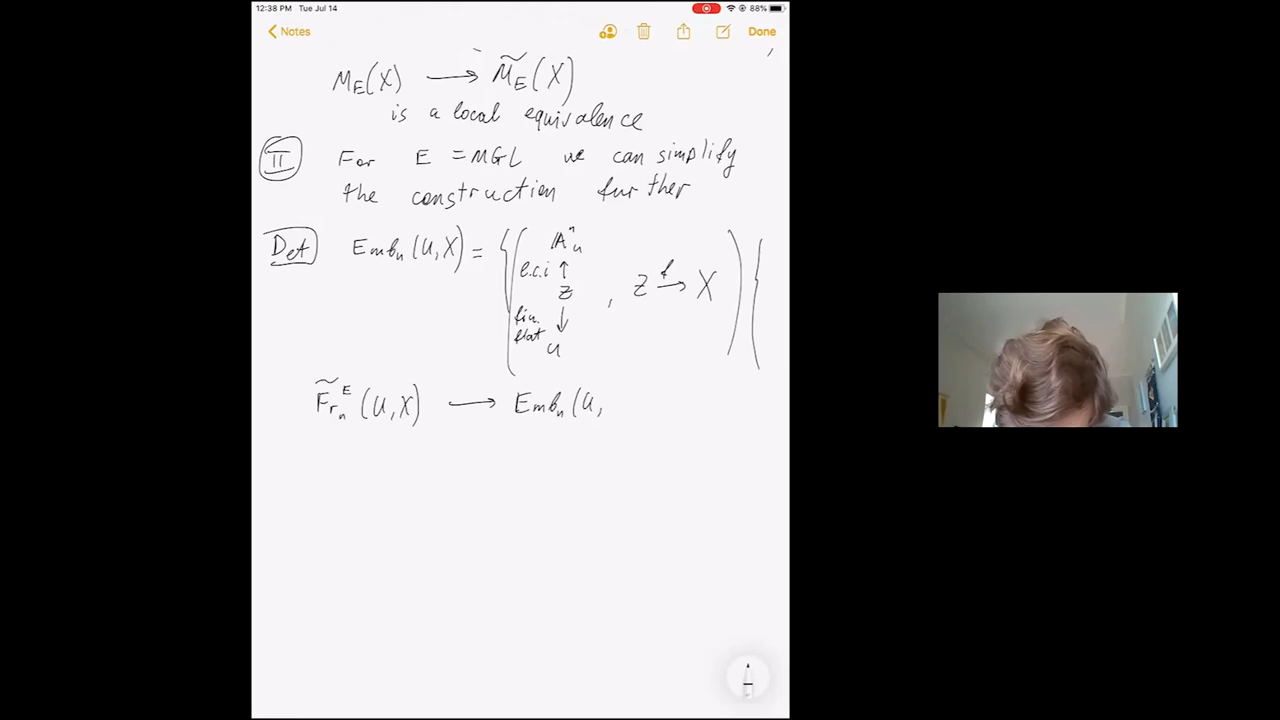 12:38 PM Tue Jul 14
88%
Notes
Done
M_E(X) ⟶ M̃_E(X)
is a local equivalence
II For E = MGL we can simplify
the construction further
Def Emb_n(U,X) = { ( A^n_U
l.c.i ↑
Z , Z →^f X ) {
fin. flat ↓
U
F̃r_n^E(U,X) ⟶ Emb_n(U,